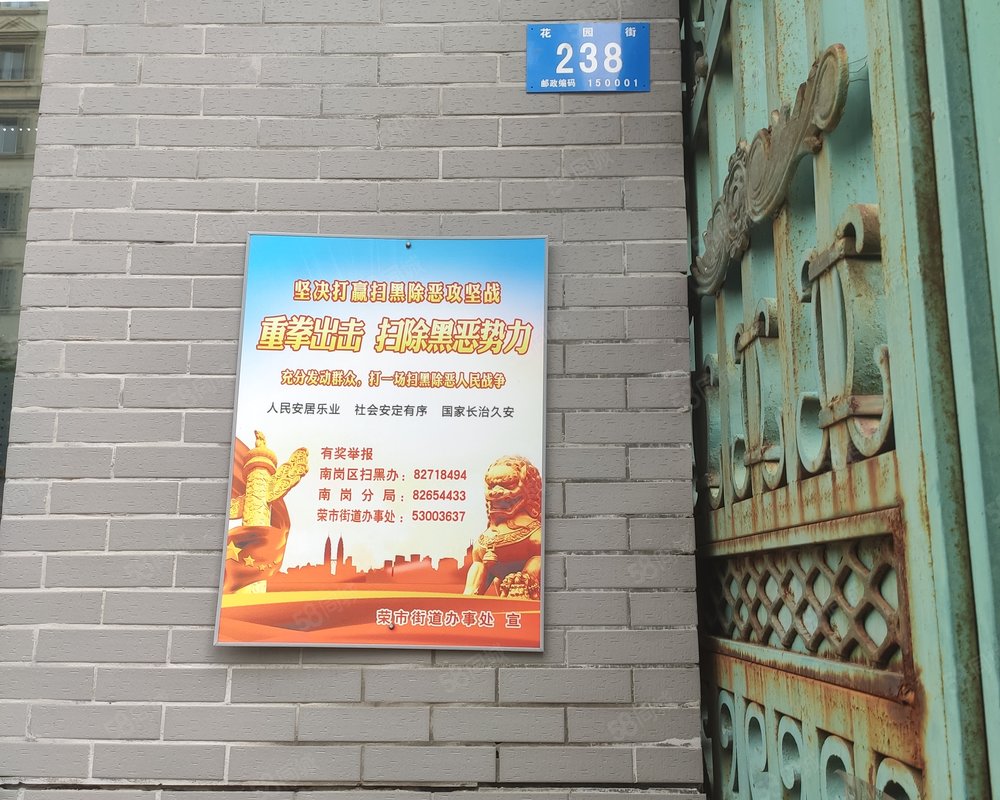 花园街
238
邮政编码 150001
坚决打赢扫黑除恶攻坚战
重拳出击 扫除黑恶势力
充分发动群众，打一场扫黑除恶人民战争
人民安居乐业 社会安定有序 国家长治久安
有奖举报
南岗区扫黑办：82718494
南岗分局：82654433
荣市街道办事处：53003637
荣市街道办事处 宣
58同城